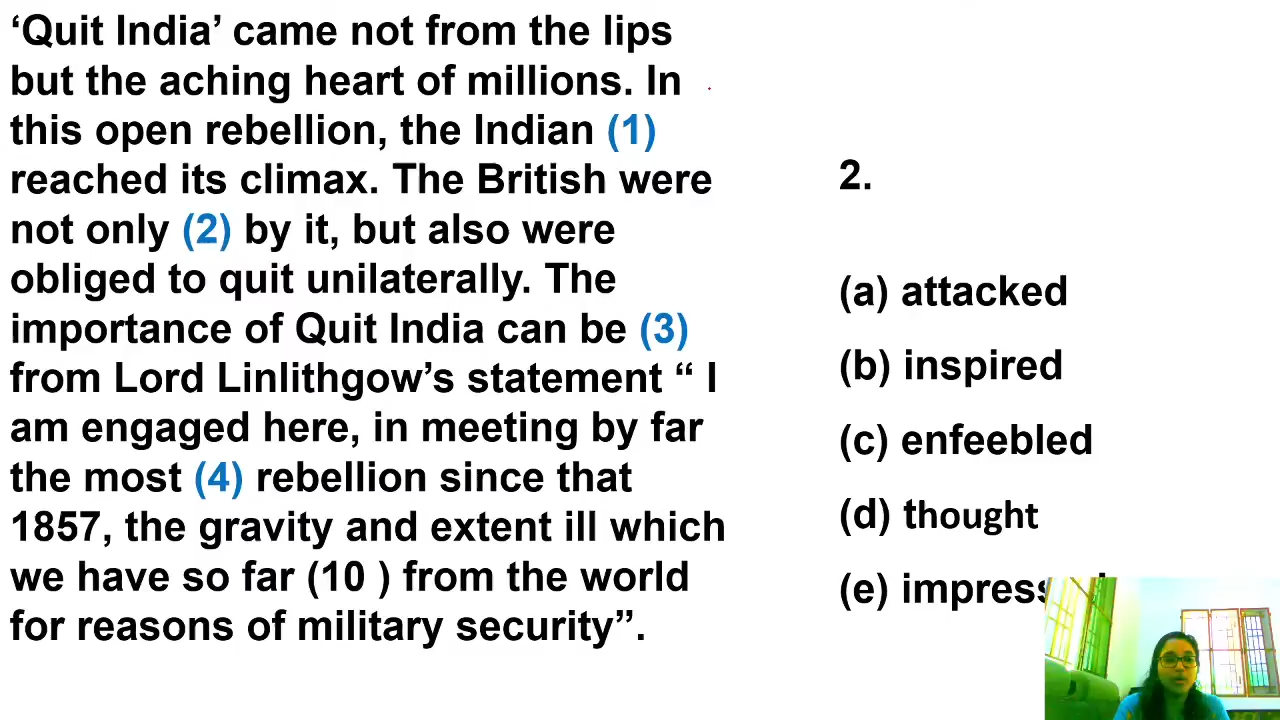 ‘Quit India’ came not from the lips
but the aching heart of millions. In
this open rebellion, the Indian (1)
reached its climax. The British were
not only (2) by it, but also were
obliged to quit unilaterally. The
importance of Quit India can be (3)
from Lord Linlithgow’s statement “ I
am engaged here, in meeting by far
the most (4) rebellion since that
1857, the gravity and extent ill which
we have so far (10 ) from the world
for reasons of military security”.
2.
(a) attacked
(b) inspired
(c) enfeebled
(d) thought
(e)